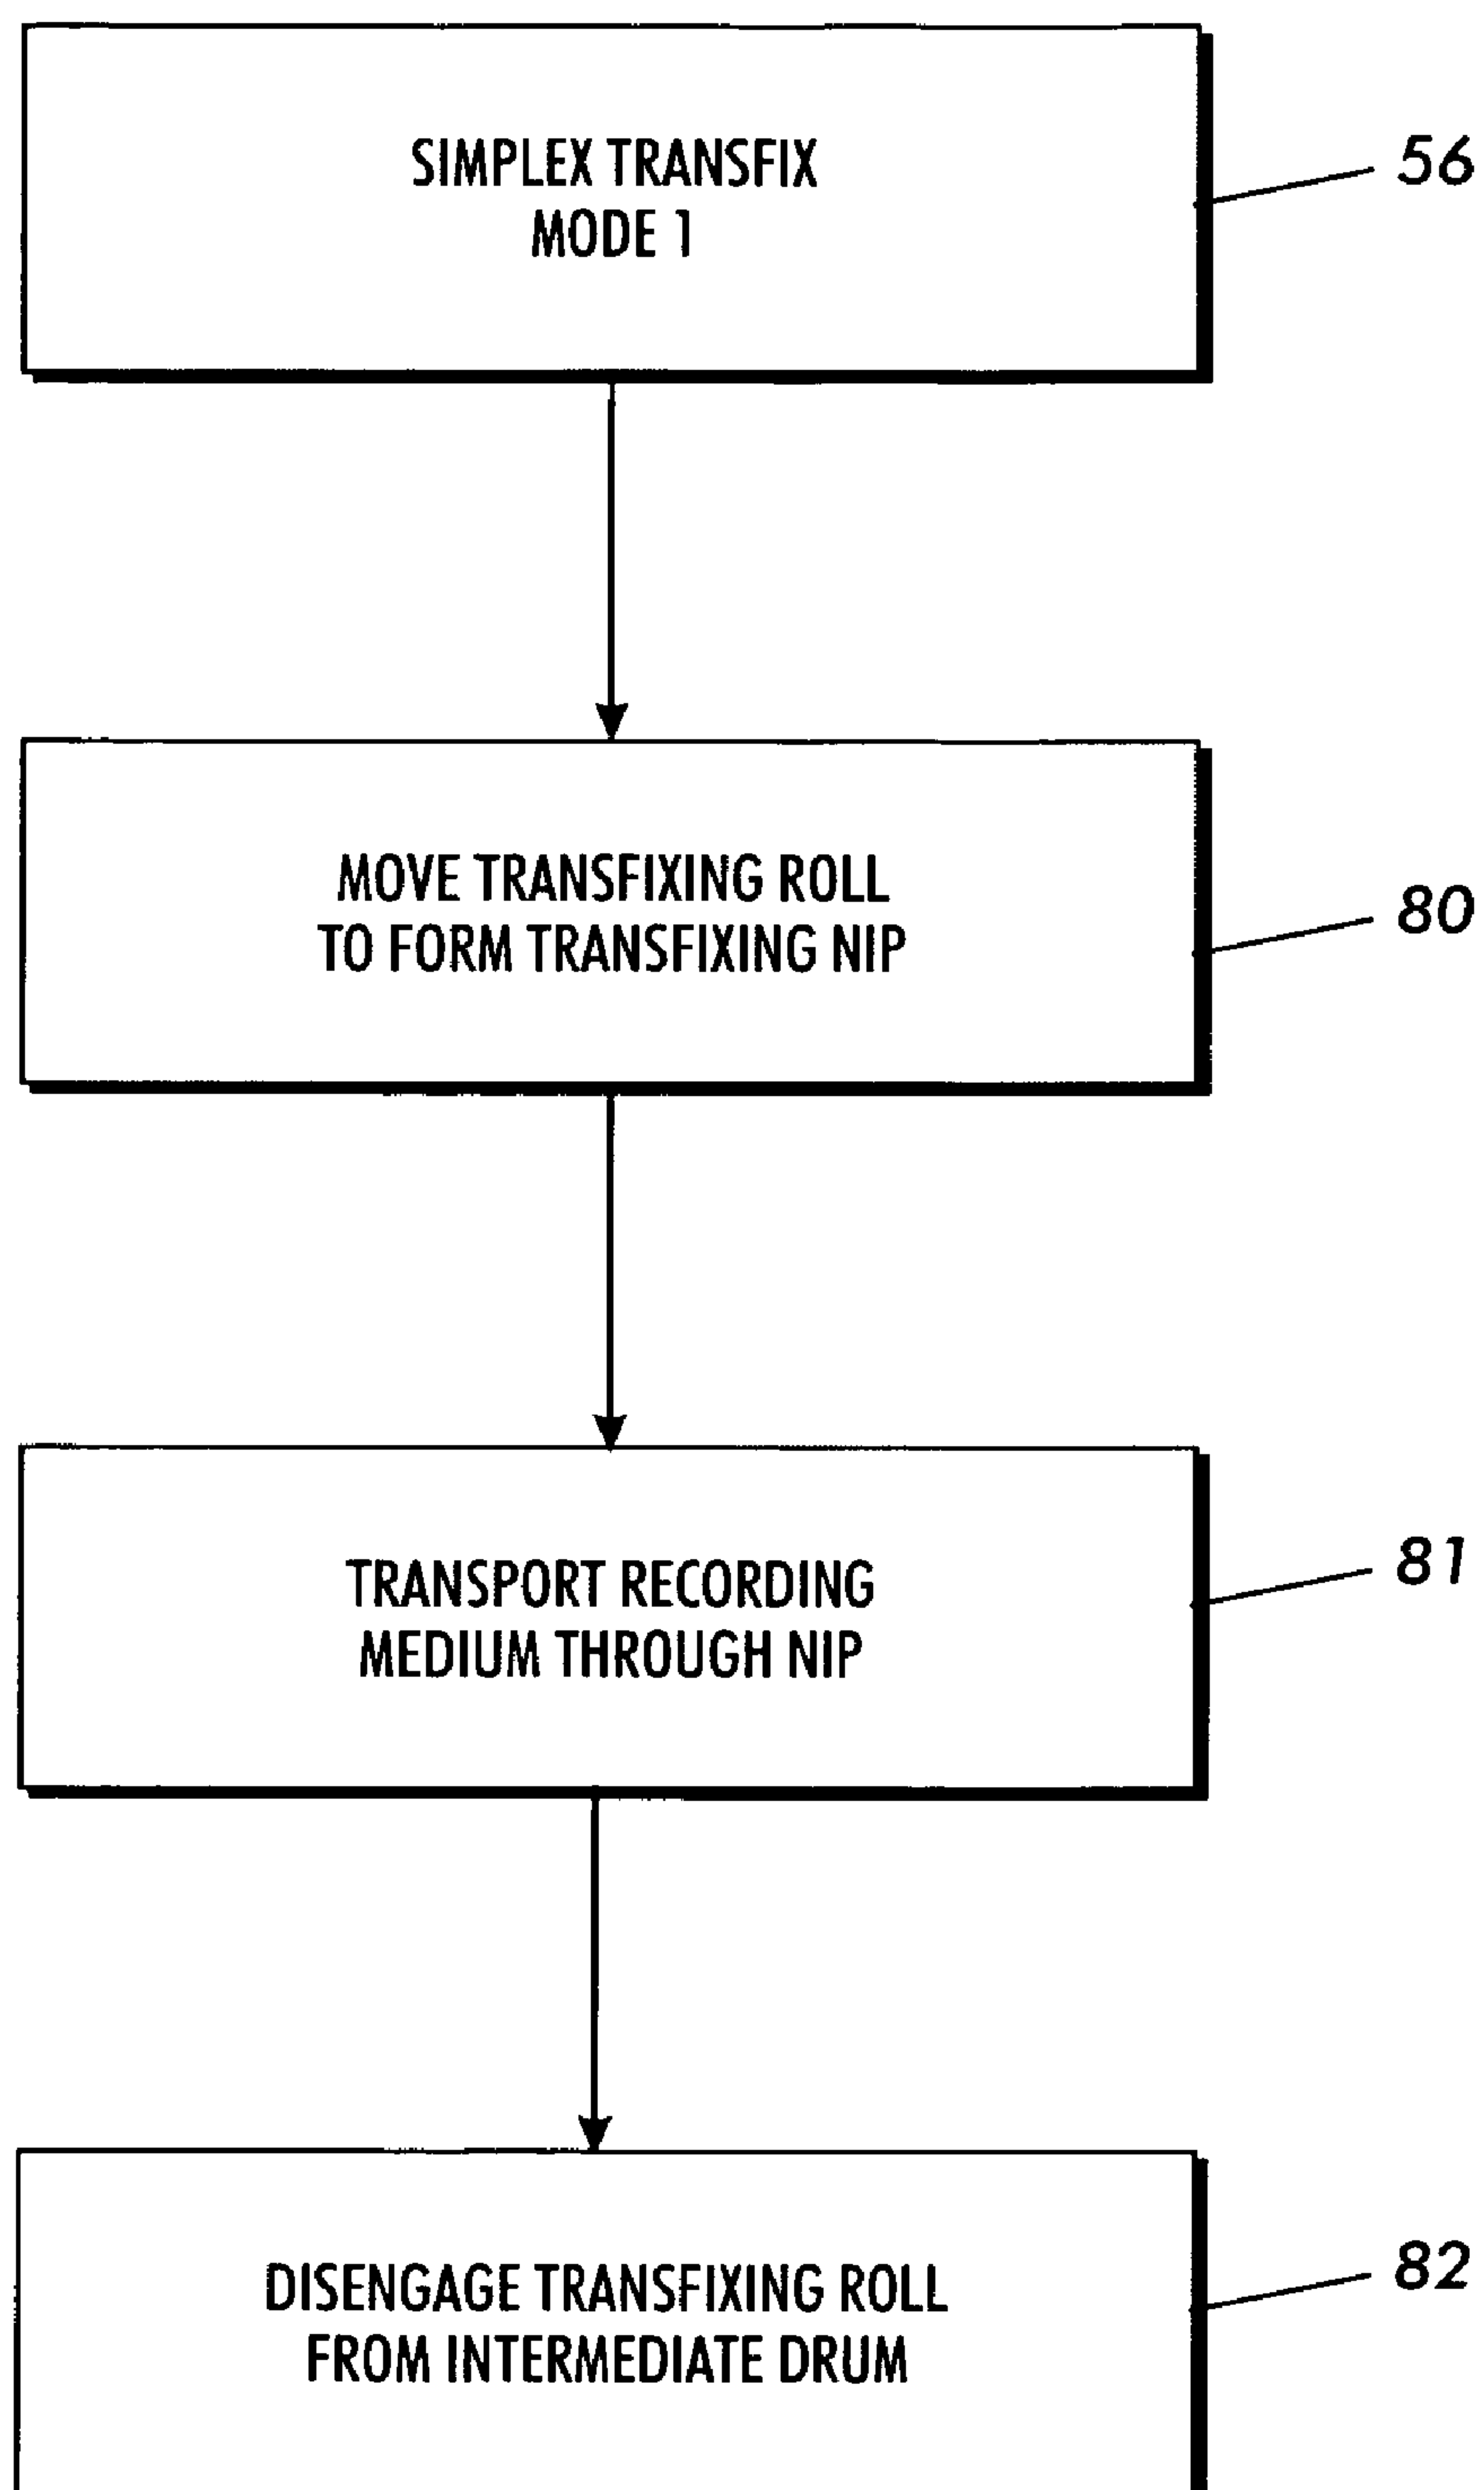 SIMPLEX TRANSFIX
MODE 1
56
MOVE TRANSFIXING ROLL
TO FORM TRANSFIXING NIP
80
TRANSPORT RECORDING
MEDIUM THROUGH NIP
81
DISENGAGE TRANSFIXING ROLL
FROM INTERMEDIATE DRUM
82